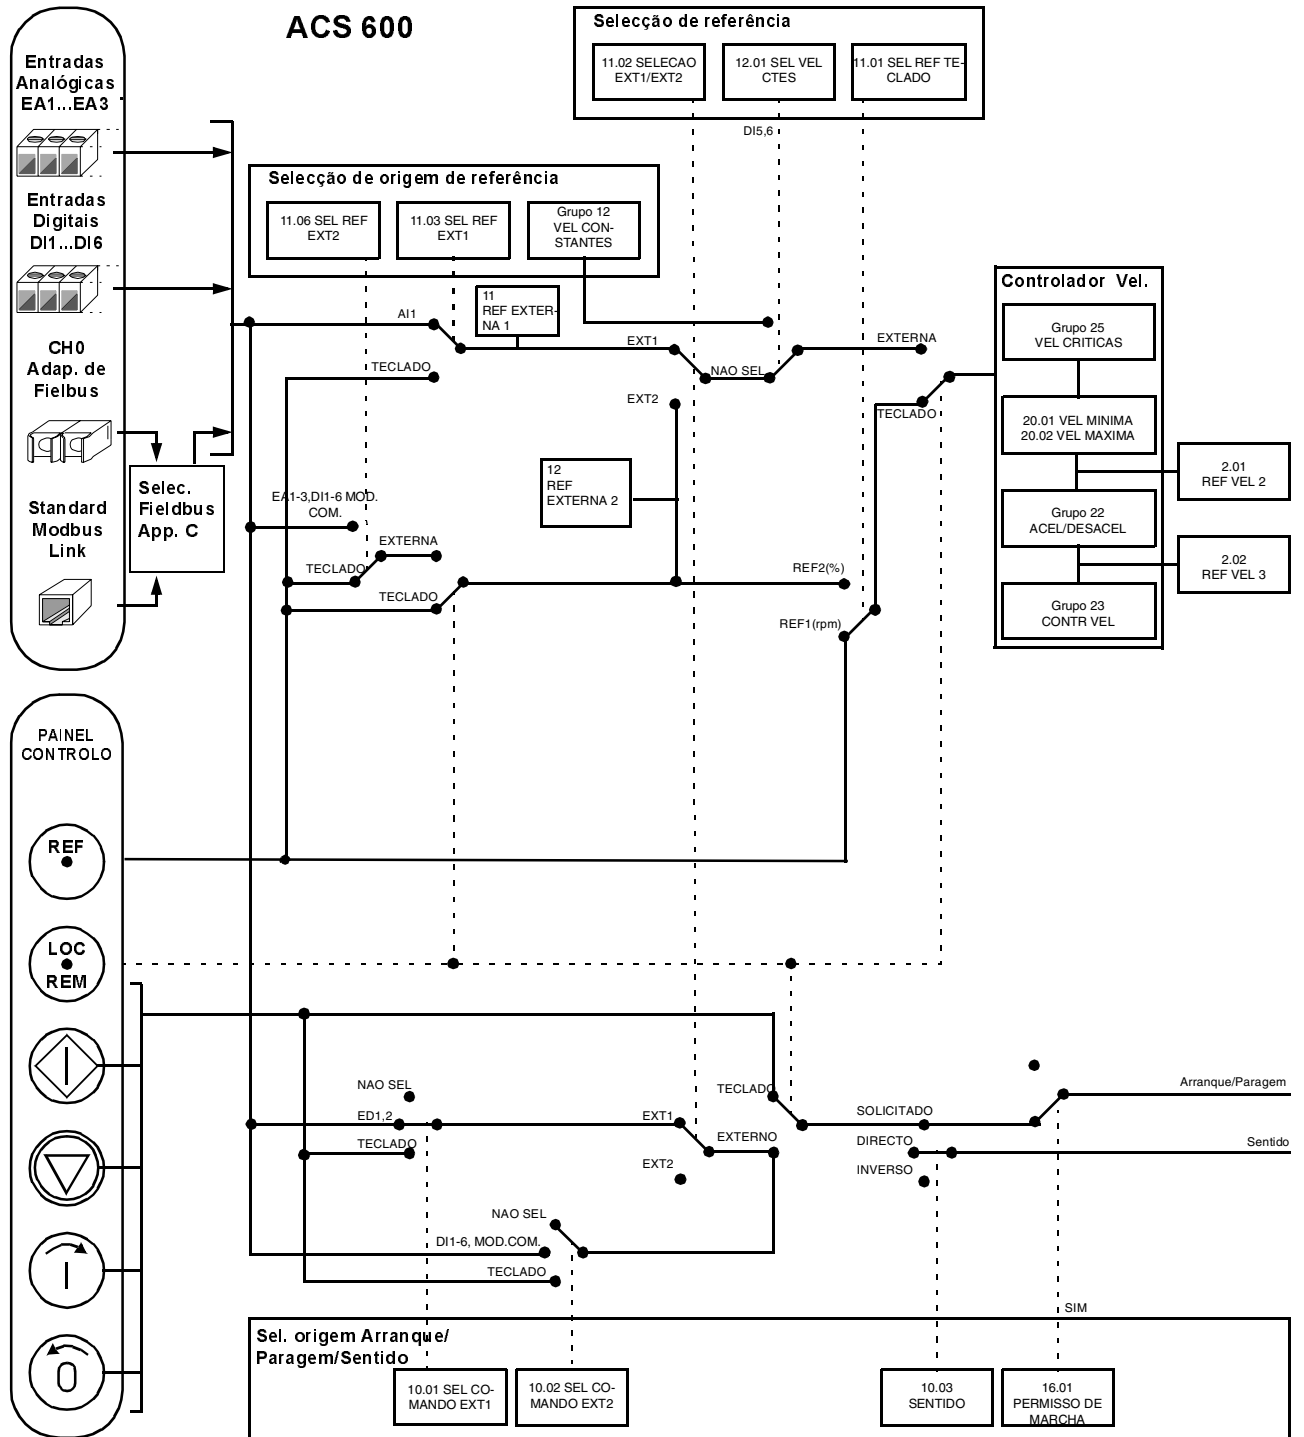 ACS 600
Selecção de referência
11.02 SELECAO
EXT1/EXT2
12.01 SEL VEL
CTES
11.01 SEL REF TE-
CLADO
DI5,6
Entradas
Analógicas
EA1...EA3
Entradas
Digitais
DI1...DI6
CH0
Adap. de
Fielbus
Standard
Modbus
Link
Selec.
Fieldbus
App. C
Selecção de origem de referência
11.06 SEL REF
EXT2
11.03 SEL REF
EXT1
Grupo 12
VEL CON-
STANTES
11
REF EXTER-
NA 1
AI1
TECLADO
EXT1
NAO SEL
EXT2
EXTERNA
TECLADO
12
REF
EXTERNA 2
EA1-3,DI1-6 MOD.
COM.
EXTERNA
TECLADO
TECLADO
REF2(%)
REF1(rpm)
Controlador Vel.
Grupo 25
VEL CRITICAS
20.01 VEL MINIMA
20.02 VEL MAXIMA
2.01
REF VEL 2
Grupo 22
ACEL/DESACEL
2.02
REF VEL 3
Grupo 23
CONTR VEL
PAINEL
CONTROLO
REF
LOC
REM
NAO SEL
ED1,2
TECLADO
EXT1
EXT2
TECLADO
EXTERNO
SOLICITADO
DIRECTO
INVERSO
Arranque/Paragem
Sentido
NAO SEL
DI1-6, MOD.COM.
TECLADO
SIM
Sel. origem Arranque/
Paragem/Sentido
10.01 SEL CO-
MANDO EXT1
10.02 SEL CO-
MANDO EXT2
10.03
SENTIDO
16.01
PERMISSO DE
MARCHA